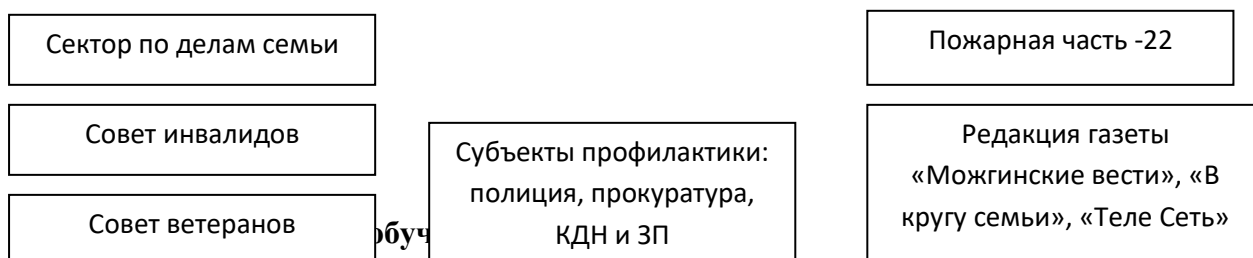 Сектор по делам семьи
Пожарная часть -22
Совет инвалидов
Субъекты профилактики:
полиция, прокуратура,
КДН и ЗП
Редакция газеты
«Можгинские вести», «В
кругу семьи», «Теле Сеть»
Совет ветеранов